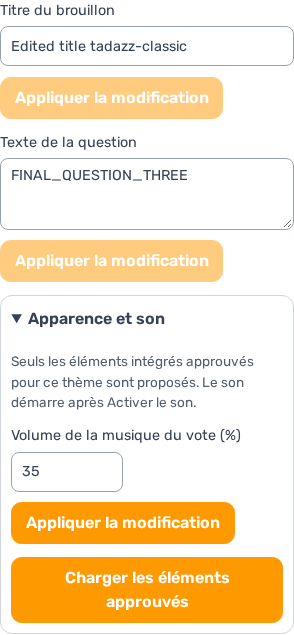 Titre du brouillon
Edited title tadazz-classic
Appliquer la modification
Texte de la question
FINAL_QUESTION_THREE
Appliquer la modification
▼ Apparence et son
Seuls les éléments intégrés approuvés
pour ce thème sont proposés. Le son
démarre après Activer le son.
Volume de la musique du vote (%)
35
Appliquer la modification
Charger les éléments
approuvés